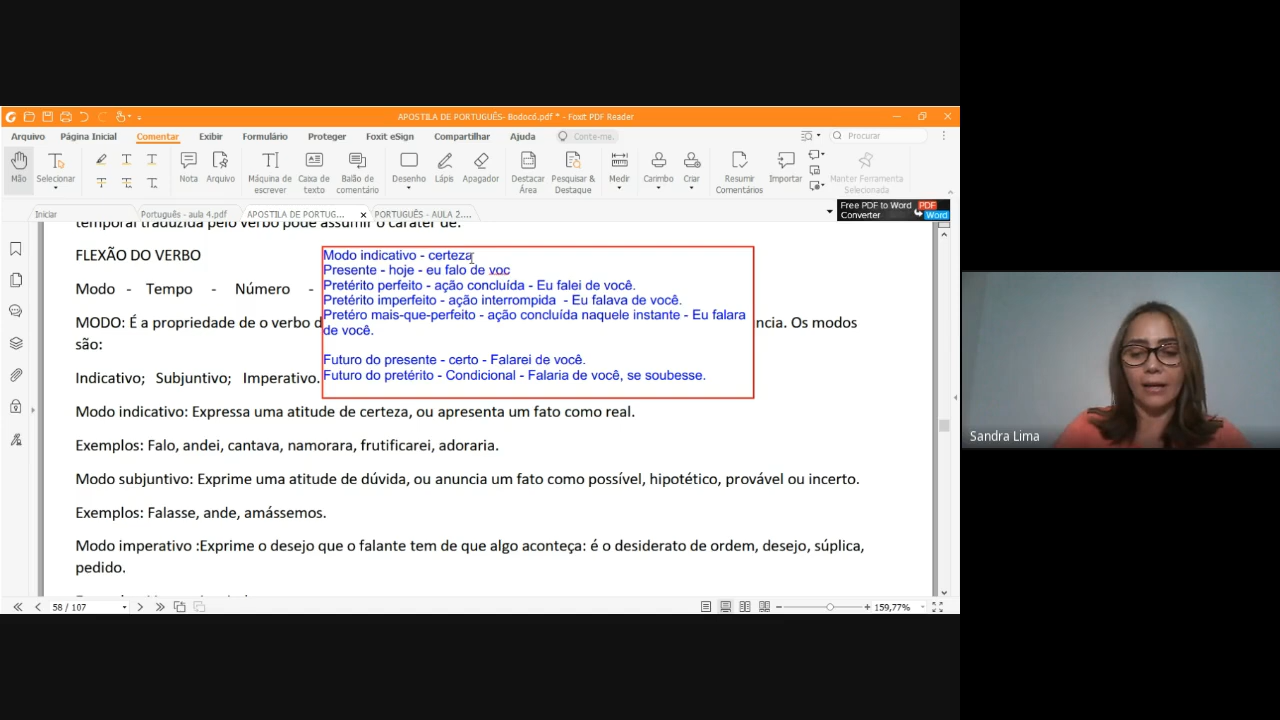 APOSTILA DE PORTUGUÊS- Bodocó.pdf * - Foxit PDF Reader
Arquivo Página Inicial Comentar Exibir Formulário Proteger Foxit eSign Compartilhar Ajuda Conte-me. Procurar
Mão Selecionar Nota Arquivo Máquina de escrever Caixa de texto Balão de comentário Desenho Lápis Apagador Destacar Área Pesquisar & Destaque Medir Carimbo Criar Resumir Comentários Importar Manter Ferramenta Selecionada
Iniciar Português - aula 4.pdf APOSTILA DE PORTUG... PORTUGUÊS - AULA 2....
Free PDF to Word Converter PDF Word
temporal traduzida pelo verbo pode assumir o caráter de:
FLEXÃO DO VERBO
Modo - Tempo - Número -
MODO: É a propriedade de o verbo d
ncia. Os modos
são:
Indicativo; Subjuntivo; Imperativo.
Modo indicativo - certeza
Presente - hoje - eu falo de voc
Pretérito perfeito - ação concluída - Eu falei de você.
Pretérito imperfeito - ação interrompida - Eu falava de você.
Pretéro mais-que-perfeito - ação concluída naquele instante - Eu falara
de você.
Futuro do presente - certo - Falarei de você.
Futuro do pretérito - Condicional - Falaria de você, se soubesse.
Modo indicativo: Expressa uma atitude de certeza, ou apresenta um fato como real.
Exemplos: Falo, andei, cantava, namorara, frutificarei, adoraria.
Modo subjuntivo: Exprime uma atitude de dúvida, ou anuncia um fato como possível, hipotético, provável ou incerto.
Exemplos: Falasse, ande, amássemos.
Modo imperativo :Exprime o desejo que o falante tem de que algo aconteça: é o desiderato de ordem, desejo, súplica,
pedido.
58 / 107
159,77%
Sandra Lima